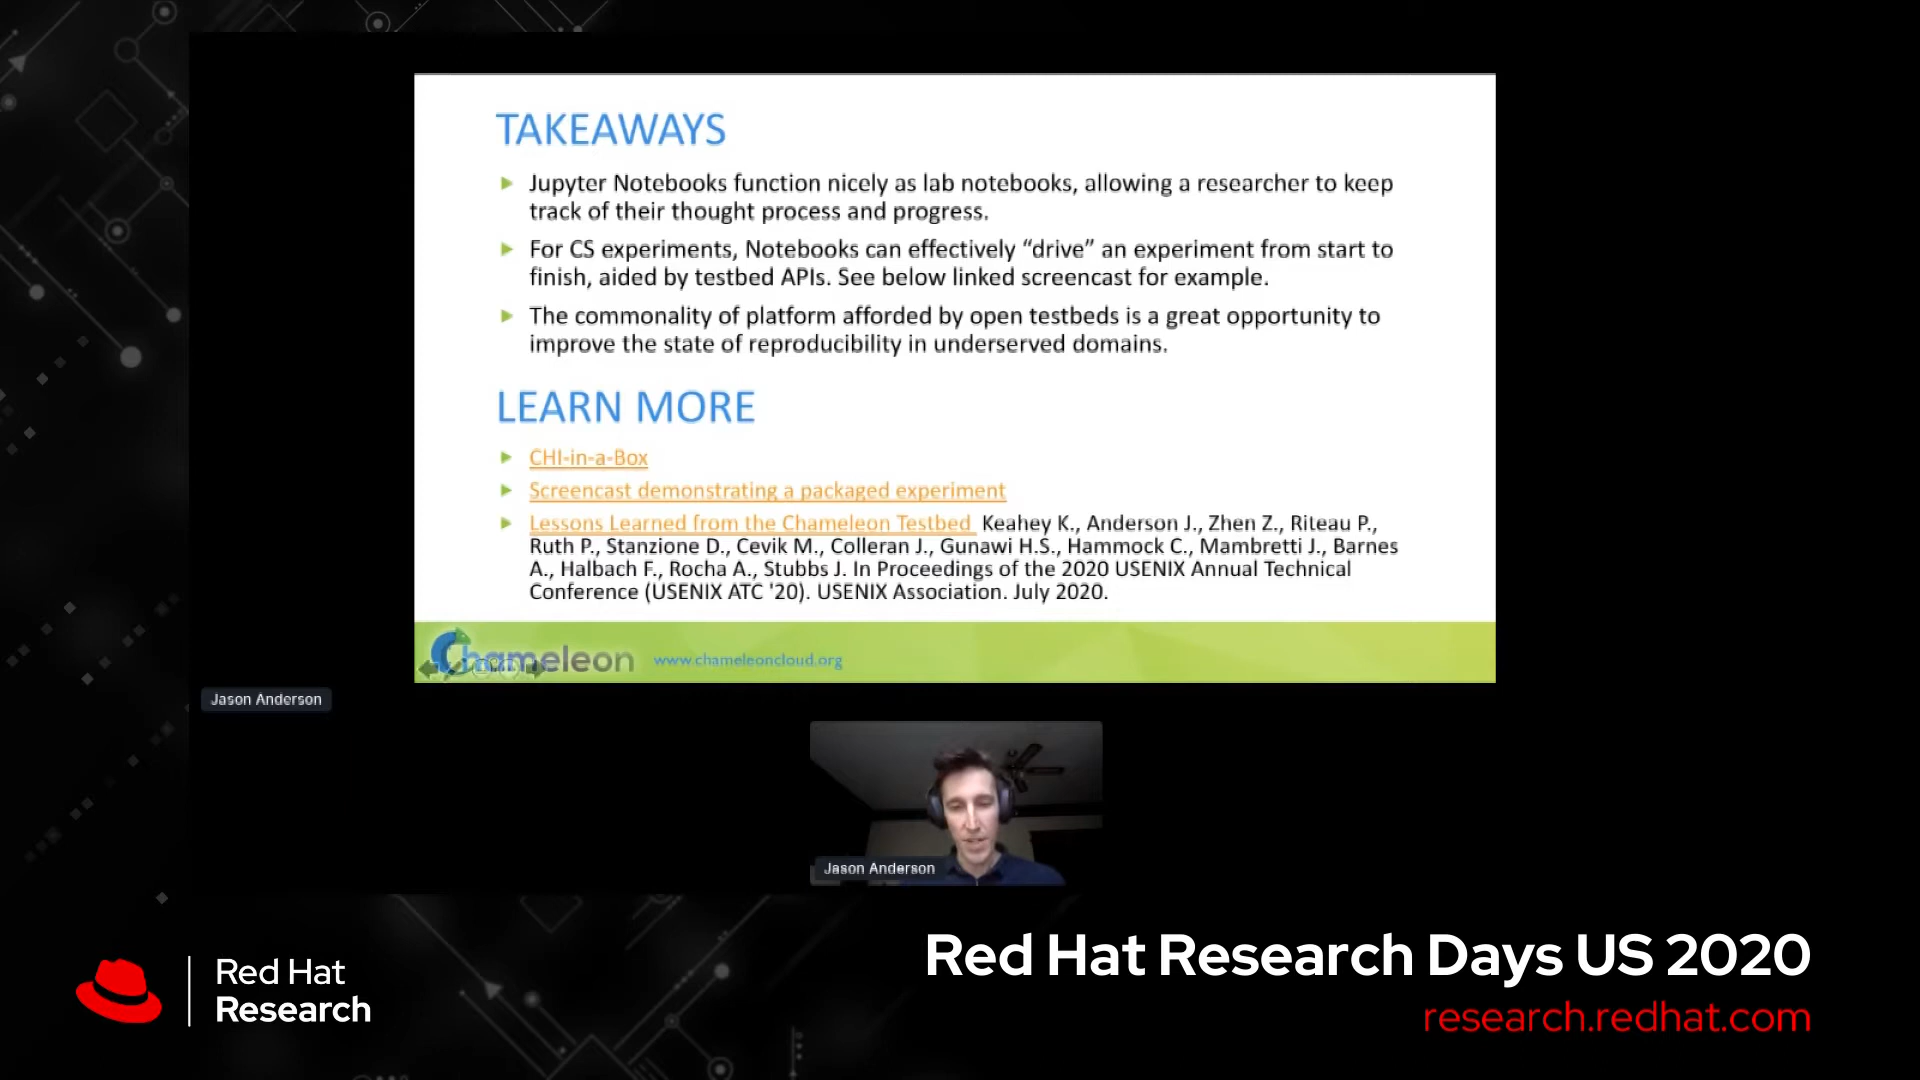 TAKEAWAYS
Jupyter Notebooks function nicely as lab notebooks, allowing a researcher to keep
track of their thought process and progress.
For CS experiments, Notebooks can effectively “drive” an experiment from start to
finish, aided by testbed APIs. See below linked screencast for example.
The commonality of platform afforded by open testbeds is a great opportunity to
improve the state of reproducibility in underserved domains.
LEARN MORE
CHI-in-a-Box
Screencast demonstrating a packaged experiment
Lessons Learned from the Chameleon Testbed Keahey K., Anderson J., Zhen Z., Riteau P.,
Ruth P., Stanzione D., Cevik M., Colleran J., Gunawi H.S., Hammock C., Mambretti J., Barnes
A., Halbach F., Rocha A., Stubbs J. In Proceedings of the 2020 USENIX Annual Technical
Conference (USENIX ATC '20). USENIX Association. July 2020.
Chameleon www.chameleoncloud.org
Jason Anderson
Jason Anderson
Red Hat
Research
Red Hat Research Days US 2020
research.redhat.com